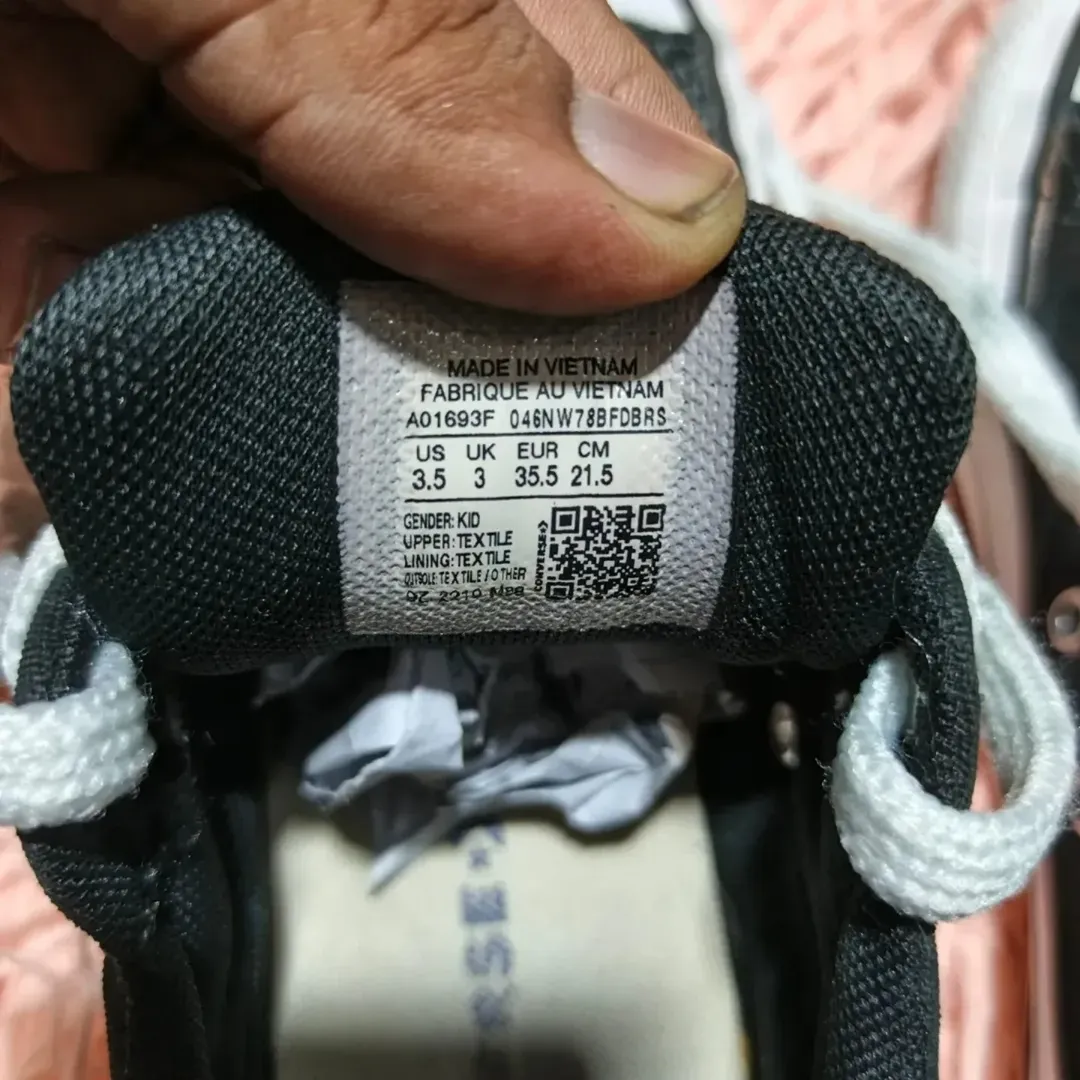 MADE IN VIETNAM
FABRIQUE AU VIETNAM
A01693F 046NW78BFDBRS
US UK EUR CM
3.5 3 35.5 21.5
GENDER: KID
UPPER: TEXTILE
LINING: TEXTILE
OUTSOLE: TEXTILE / OTHER
CONVERSE